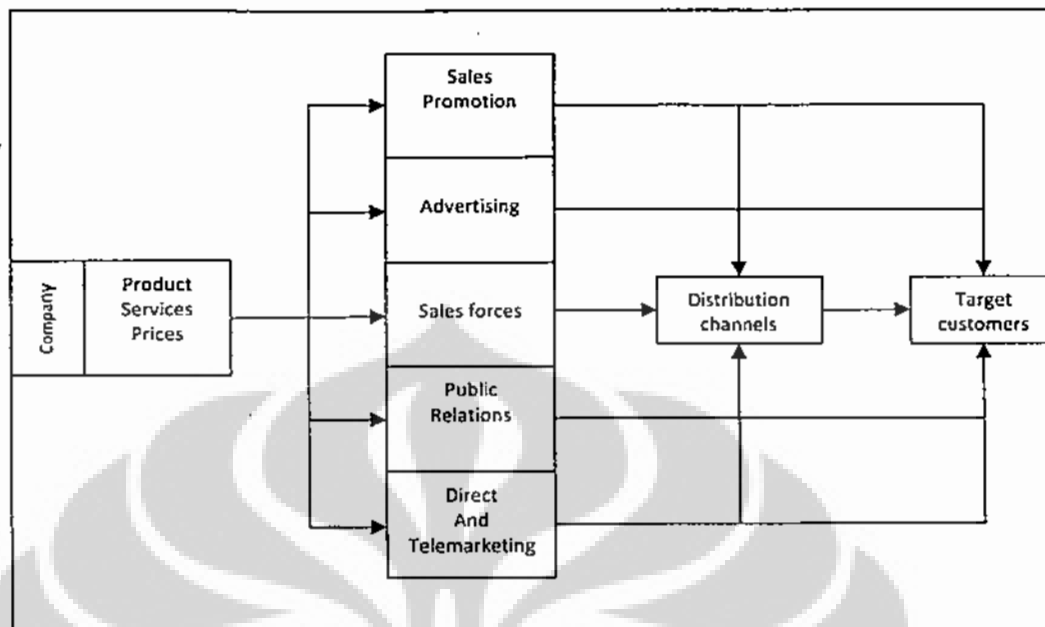 Sales
Promotion
Advertising
Company
Product
Services
Prices
Sales forces
Distribution
channels
Target
customers
Public
Relations
Direct
And
Telemarketing